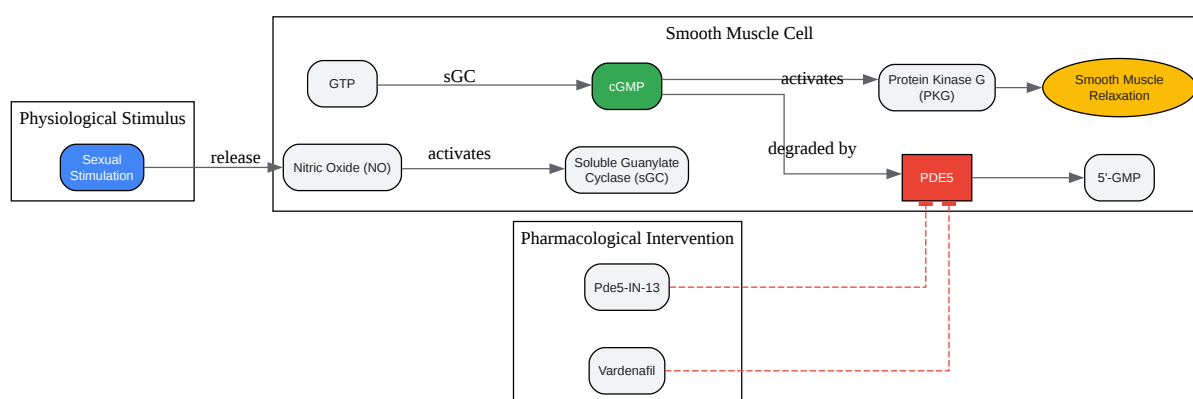 Smooth Muscle Cell
GTP
sGC
cGMP
activates
Protein Kinase G
(PKG)
Smooth Muscle
Relaxation
Physiological Stimulus
Sexual
Stimulation
release
Nitric Oxide (NO)
activates
Soluble Guanylate
Cyclase (sGC)
degraded by
PDE5
5'-GMP
Pharmacological Intervention
Pde5-IN-13
Vardenafil